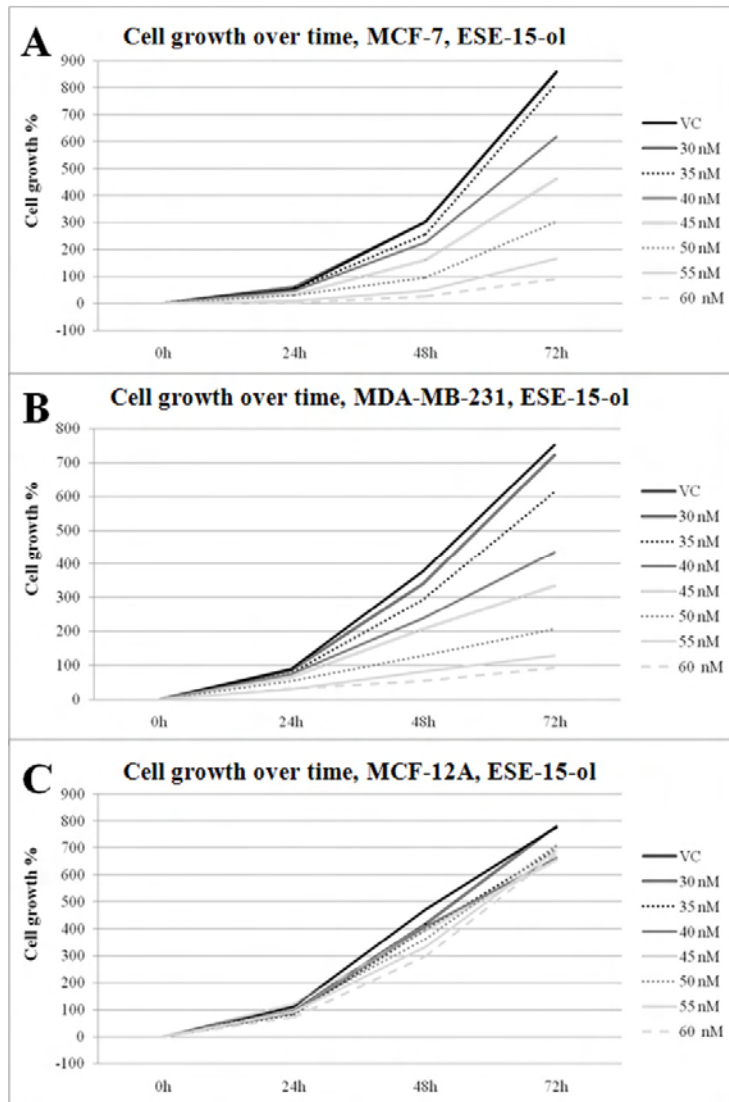 A
Cell growth over time, MCF-7, ESE-15-ol
Cell growth %
900
800
700
600
500
400
300
200
100
0
-100
0h 24h 48h 72h
VC
30 nM
35 nM
40 nM
45 nM
50 nM
55 nM
60 nM
B
Cell growth over time, MDA-MB-231, ESE-15-ol
Cell growth %
800
700
600
500
400
300
200
100
0
0h 24h 48h 72h
VC
30 nM
35 nM
40 nM
45 nM
50 nM
55 nM
60 nM
C
Cell growth over time, MCF-12A, ESE-15-ol
Cell growth %
900
800
700
600
500
400
300
200
100
0
-100
0h 24h 48h 72h
VC
30 nM
35 nM
40 nM
45 nM
50 nM
55 nM
60 nM